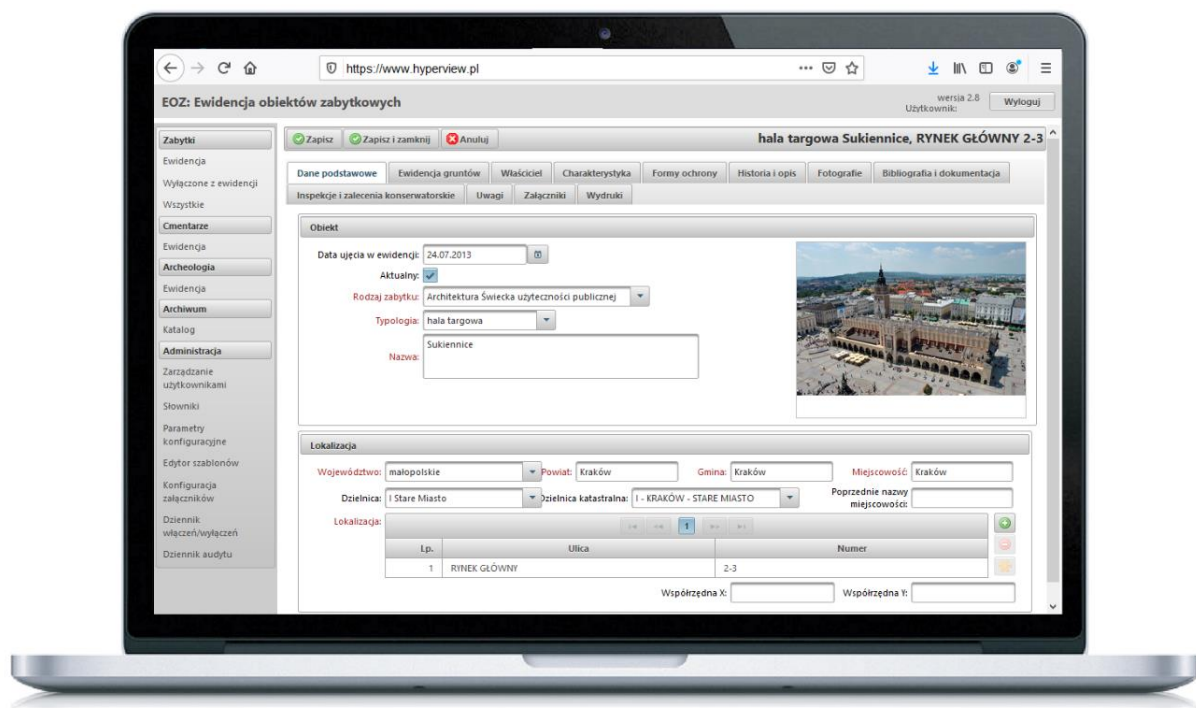 https://www.hyperview.pl
EOZ: Ewidencja obiektów zabytkowych
wersja 2.8
Użytkownik:
Wyloguj
Zabytki
Ewidencja
Wyłączone z ewidencji
Wszystkie
Cmentarze
Ewidencja
Archeologia
Ewidencja
Archiwum
Katalog
Administracja
Zarządzanie
użytkownikami
Słowniki
Parametry
konfiguracyjne
Edytor szablonów
Konfiguracja
załączników
Dziennik
włączeń/wyłączeń
Dziennik audytu
Zapisz Zapisz i zamknij Anuluj
hala targowa Sukiennice, RYNEK GŁÓWNY 2-3
Dane podstawowe Ewidencja gruntów Właściciel Charakterystyka Formy ochrony Historia i opis Fotografie Bibliografia i dokumentacja
Inspekcje i zalecenia konserwatorskie Uwagi Załączniki Wydruki
Obiekt
Data ujęcia w ewidencji: 24.07.2013
Aktualny:
Rodzaj zabytku: Architektura Świecka użyteczności publicznej
Typologia: hala targowa
Nazwa: Sukiennice
Lokalizacja
Województwo: małopolskie Powiat: Kraków Gmina: Kraków Miejscowość: Kraków
Dzielnica: I Stare Miasto Dzielnica katastralna: I - KRAKÓW - STARE MIASTO Poprzednie nazwy
miejscowości:
Lokalizacja: 1
Lp. Ulica Numer
1 RYNEK GŁÓWNY 2-3
Współrzędna X: Współrzędna Y: